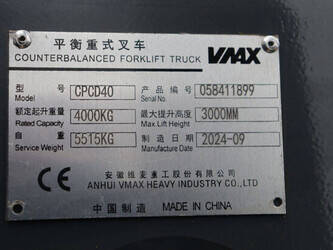 平衡重式叉车
COUNTERBALANCED FORKLIFT TRUCK VMAX
型号 CPCD40 产品编号 058411899
Model Serial No.
额定起升重量 4000KG 最大提升高度 3000MM
Rated Capacity Max.Lift Height
自重 5515KG 制造日期 2024-09
Service Weight Manufacture Date
CE 安徽维麦重工股份有限公司
ANHUI VMAX HEAVY INDUSTRY CO.,LTD
中国制造 MADE IN CHINA